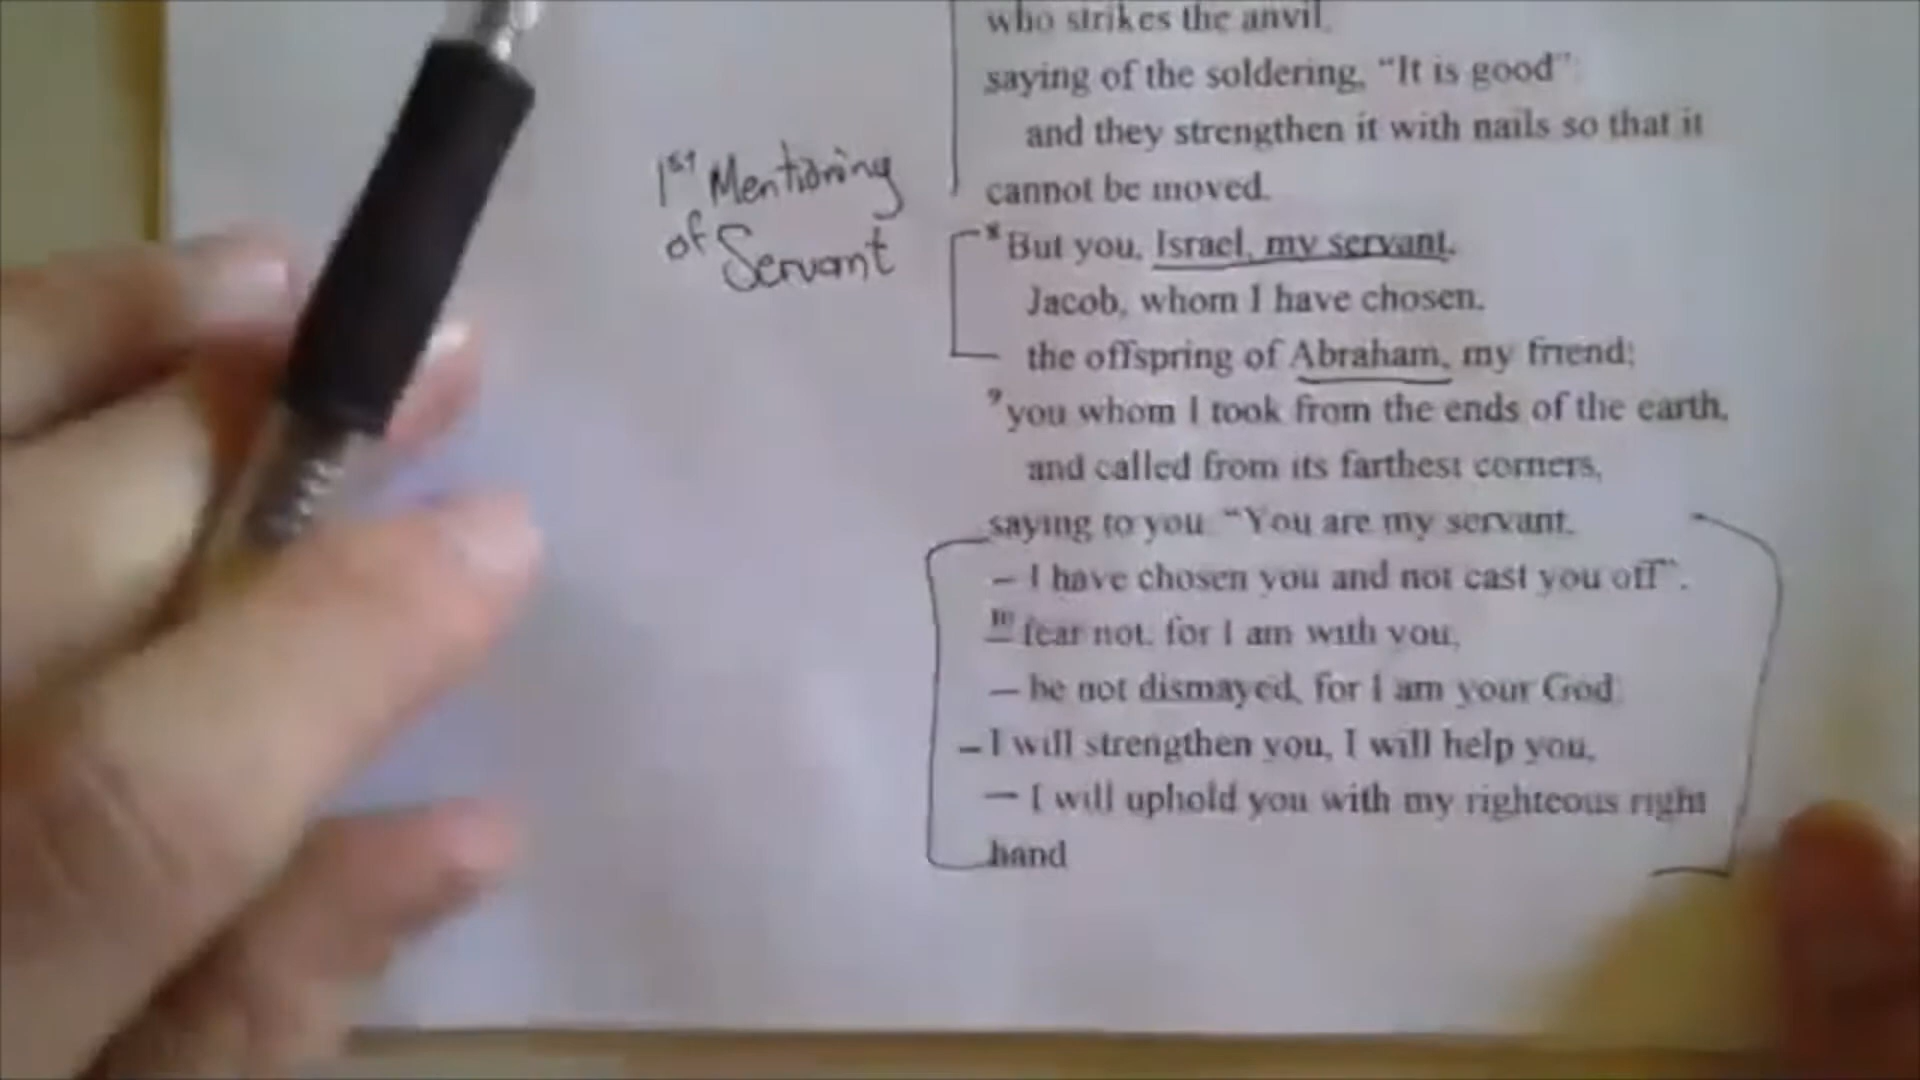 who strikes the anvil,
saying of the soldering, “It is good”;
and they strengthen it with nails so that it
cannot be moved.
1st Mentioning
of Servant
8 But you, Israel, my servant,
Jacob, whom I have chosen,
the offspring of Abraham, my friend;
9 you whom I took from the ends of the earth,
and called from its farthest corners,
saying to you “You are my servant,
– I have chosen you and not cast you off”;
10 fear not, for I am with you,
– be not dismayed, for I am your God;
– I will strengthen you, I will help you,
– I will uphold you with my righteous right
hand